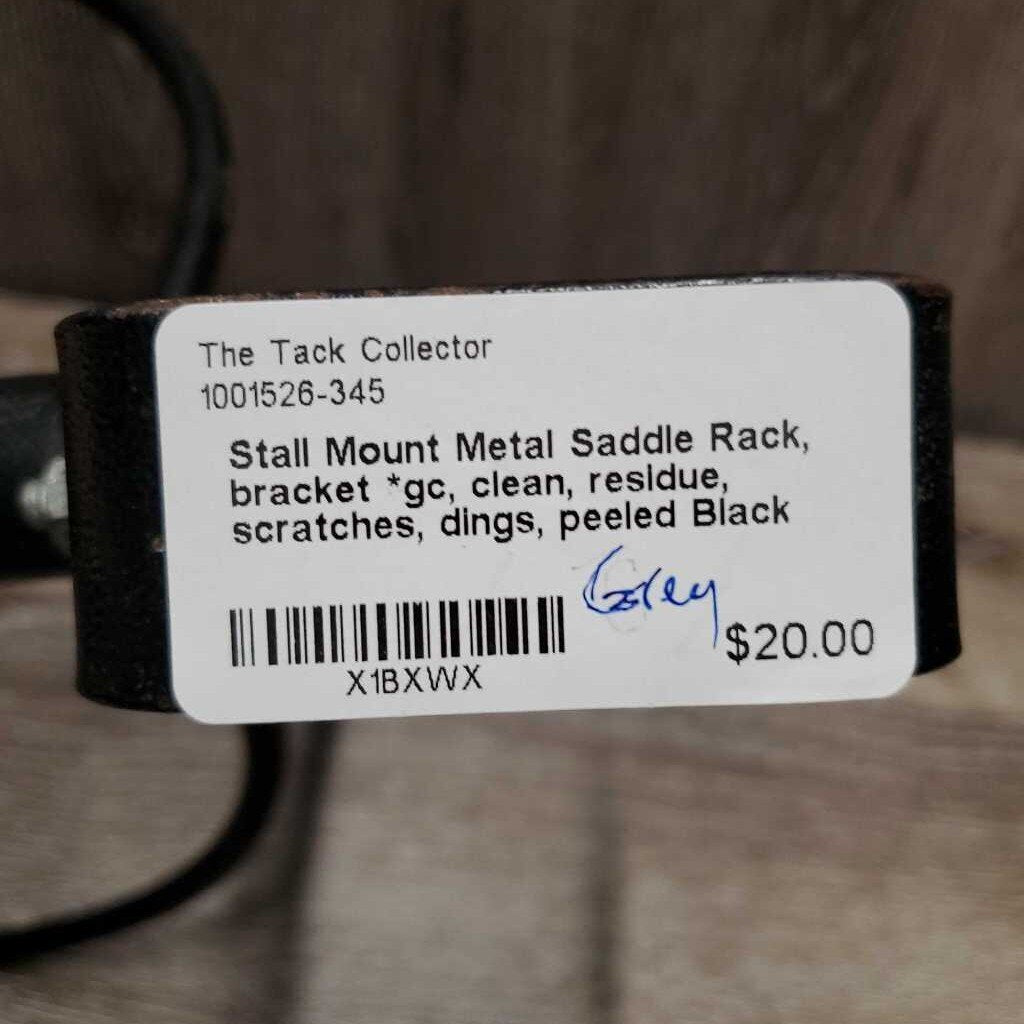 The Tack Collector
1001526-345
Stall Mount Metal Saddle Rack,
bracket *gc, clean, residue,
scratches, dings, peeled Black
$20.00
X1BXWX